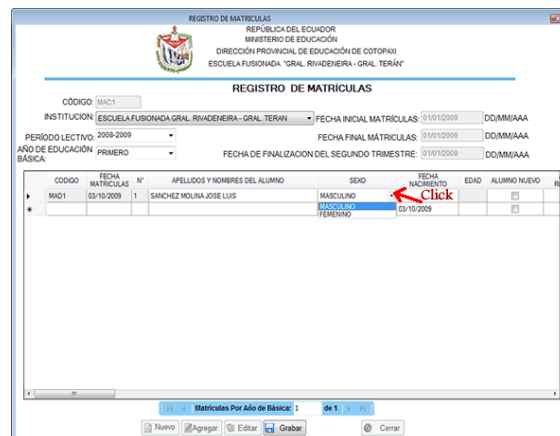 REGISTRO DE MATRICULAS
REPÚBLICA DEL ECUADOR
MINISTERIO DE EDUCACIÓN
DIRECCIÓN PROVINCIAL DE EDUCACIÓN DE COTOPAXI
ESCUELA FUSIONADA "GRAL. RIVADENEIRA - GRAL. TERÁN"
REGISTRO DE MATRÍCULAS
CÓDIGO: MAC1
INSTITUCION: ESCUELA FUSIONADA GRAL. RIVADENEIRA - GRAL. TERAN FECHA INICIAL MATRÍCULAS: 01/01/2009 DD/MM/AAA
PERÍODO LECTIVO: 2008-2009 FECHA FINAL MÁTRICULAS: 01/01/2009 DD/MM/AAA
AÑO DE EDUCACIÓN BÁSICA: PRIMERO FECHA DE FINALIZACION DEL SEGUNDO TRIMESTRE: 01/01/2009 DD/MM/AAA
CODIGO FECHA MATRICULAS N° APELLIDOS Y NOMBRES DEL ALUMNO SEXO FECHA NACIMIENTO EDAD ALUMNO NUEVO
MAD1 03/10/2009 1 SANCHEZ MOLINA JOSE LUIS MASCULINO Click
MASCULINO 03/10/2009
FEMENINO
Matriculas Por Año de Básica: 1 de 1
Nuevo Agregar Editar Grabar Cerrar